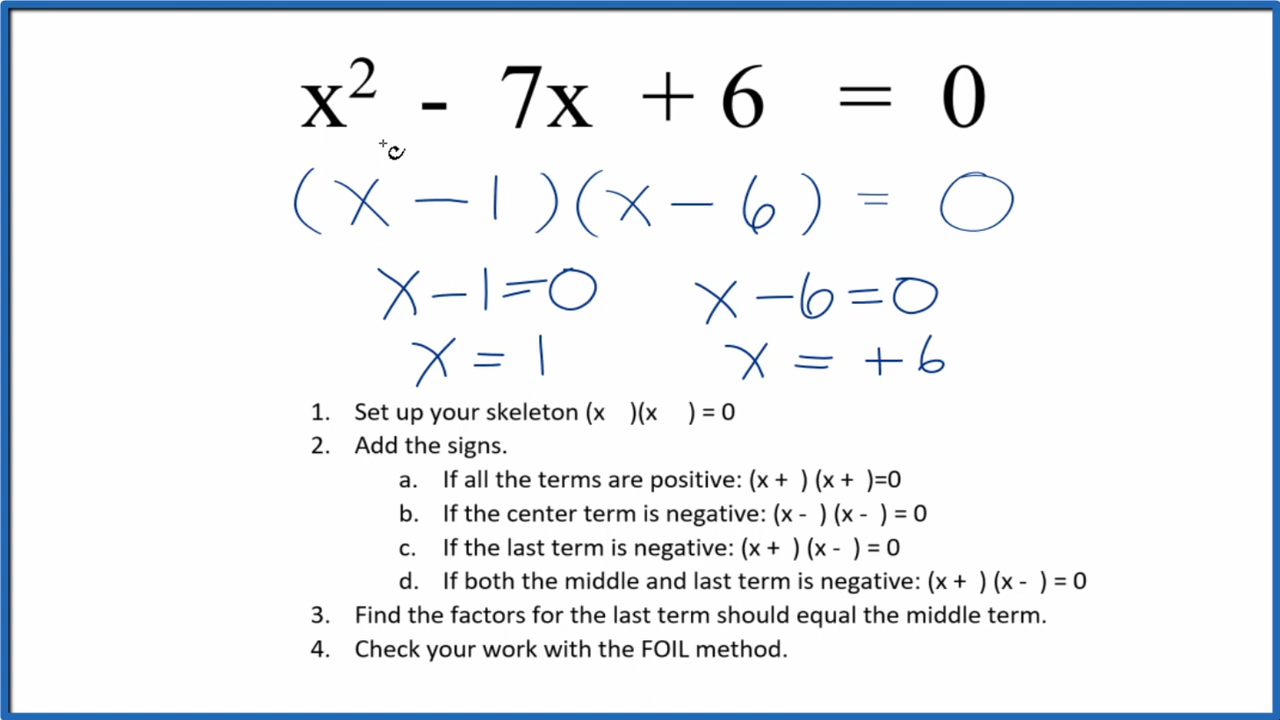 x² - 7x + 6 = 0
(x - 1)(x - 6) = 0
x - 1 = 0 x - 6 = 0
x = 1 x = +6
1. Set up your skeleton (x )(x ) = 0
2. Add the signs.
a. If all the terms are positive: (x + ) (x + )=0
b. If the center term is negative: (x - ) (x - ) = 0
c. If the last term is negative: (x + ) (x - ) = 0
d. If both the middle and last term is negative: (x + ) (x - ) = 0
3. Find the factors for the last term should equal the middle term.
4. Check your work with the FOIL method.